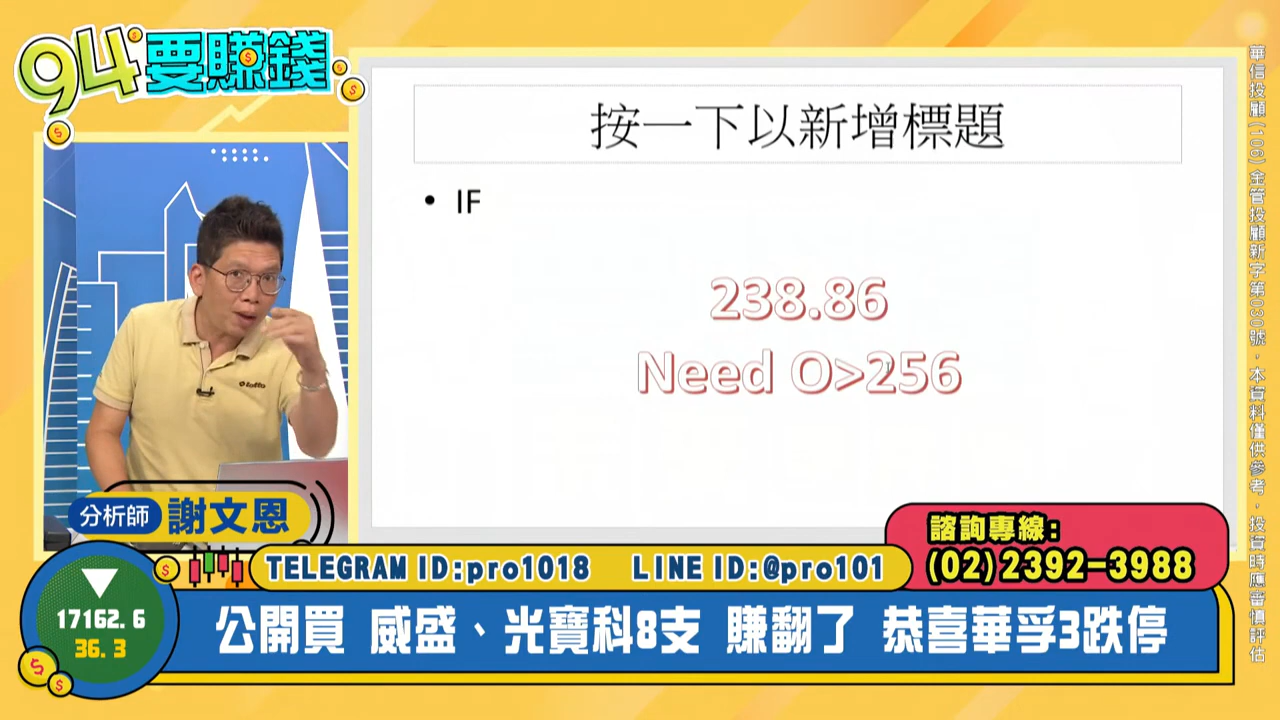 94要賺錢
按一下以新增標題
• IF
238.86
Need O>256
lotto
分析師 謝文恩
諮詢專線:
(02)2392-3988
TELEGRAM ID:pro1018 LINE ID:@pro101
17162.6
36.3
公開買 威盛、光寶科8支 賺翻了 恭喜華孚3跌停
華信投顧(106)金管投顧新字第030號，本資料僅供參考，投資時應審慎評估